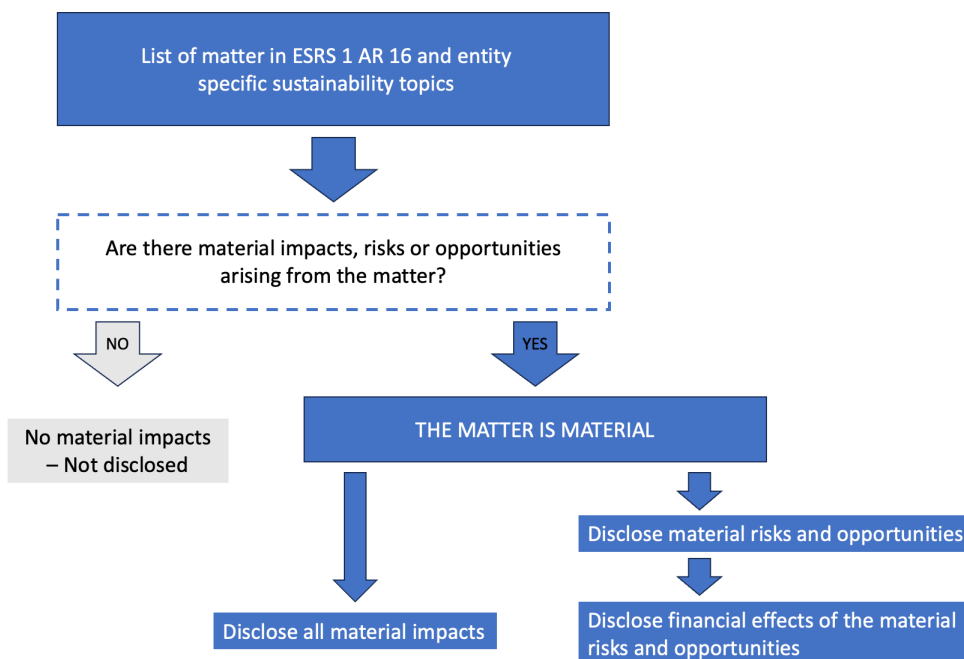 List of matter in ESRS 1 AR 16 and entity
specific sustainability topics
Are there material impacts, risks or opportunities
arising from the matter?
NO
YES
No material impacts
– Not disclosed
THE MATTER IS MATERIAL
Disclose material risks and opportunities
Disclose all material impacts
Disclose financial effects of the material
risks and opportunities